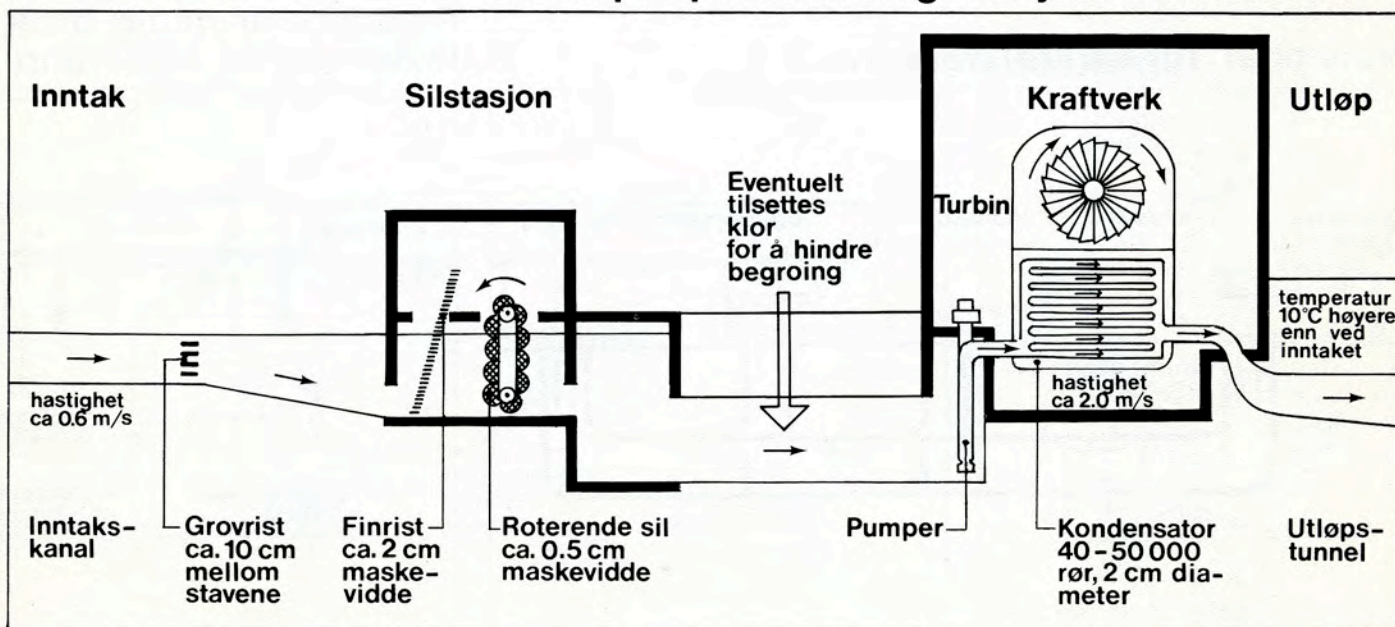 Inntak
Silstasjon
Kraftverk
Utløp
Eventuelt
tilsettes
klor
for å hindre
begroing
Turbin
temperatur
10°C høyere
enn ved
inntaket
hastighet
ca 0.6 m/s
hastighet
ca 2.0 m/s
Inntaks-
kanal
Grovrist
ca. 10 cm
mellom
stavene
Finrist
ca. 2 cm
maske-
vidde
Roterende sil
ca. 0.5 cm
maskevidde
Pumper
Kondensator
40–50 000
rør, 2 cm dia-
meter
Utløps-
tunnel